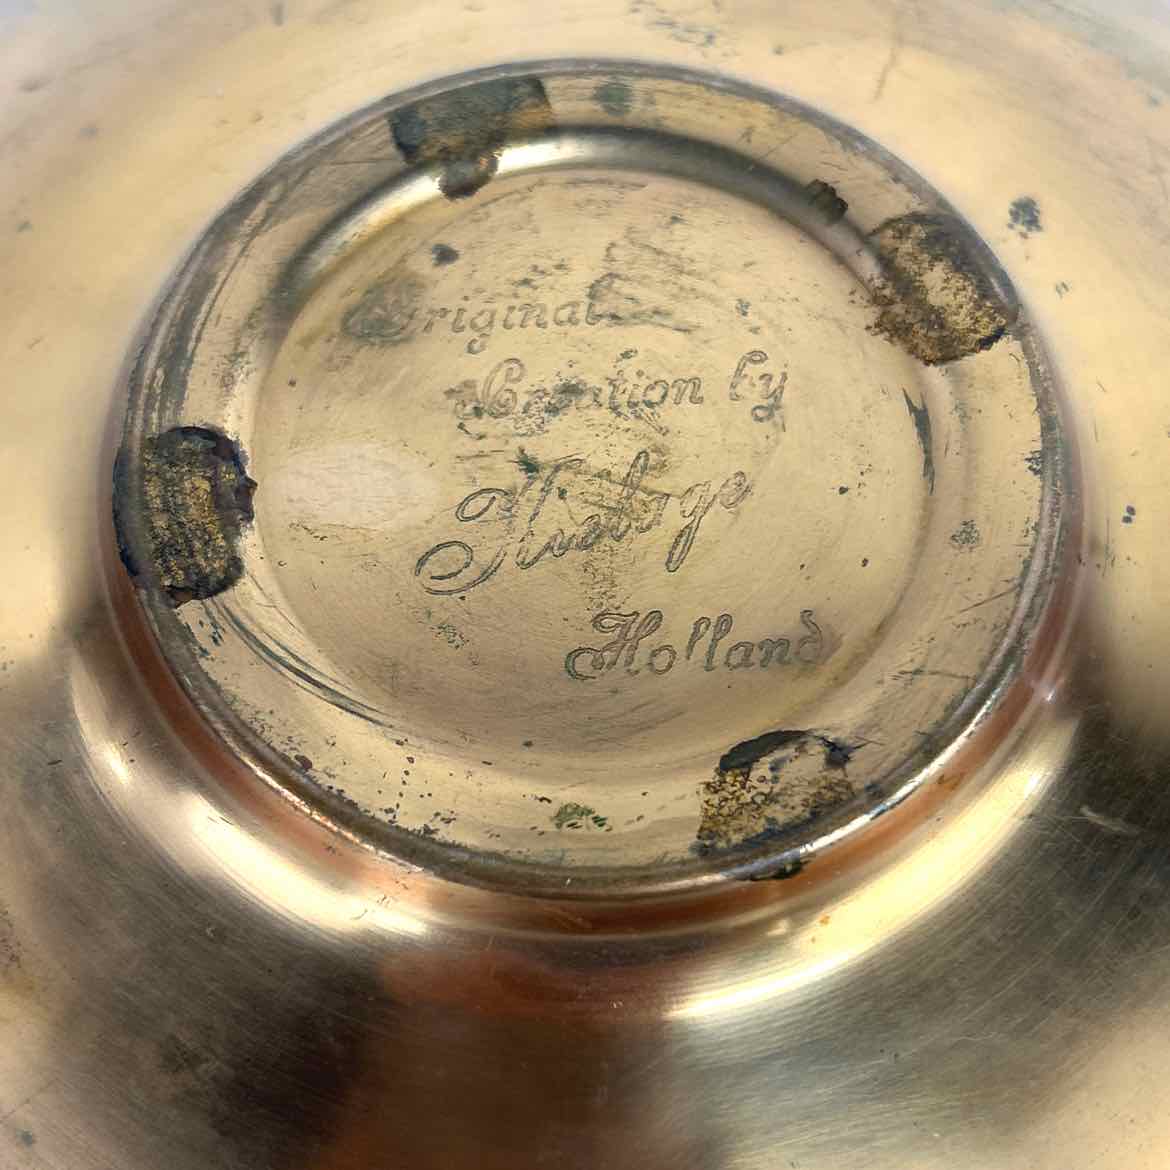 Original
Creation by
Holland